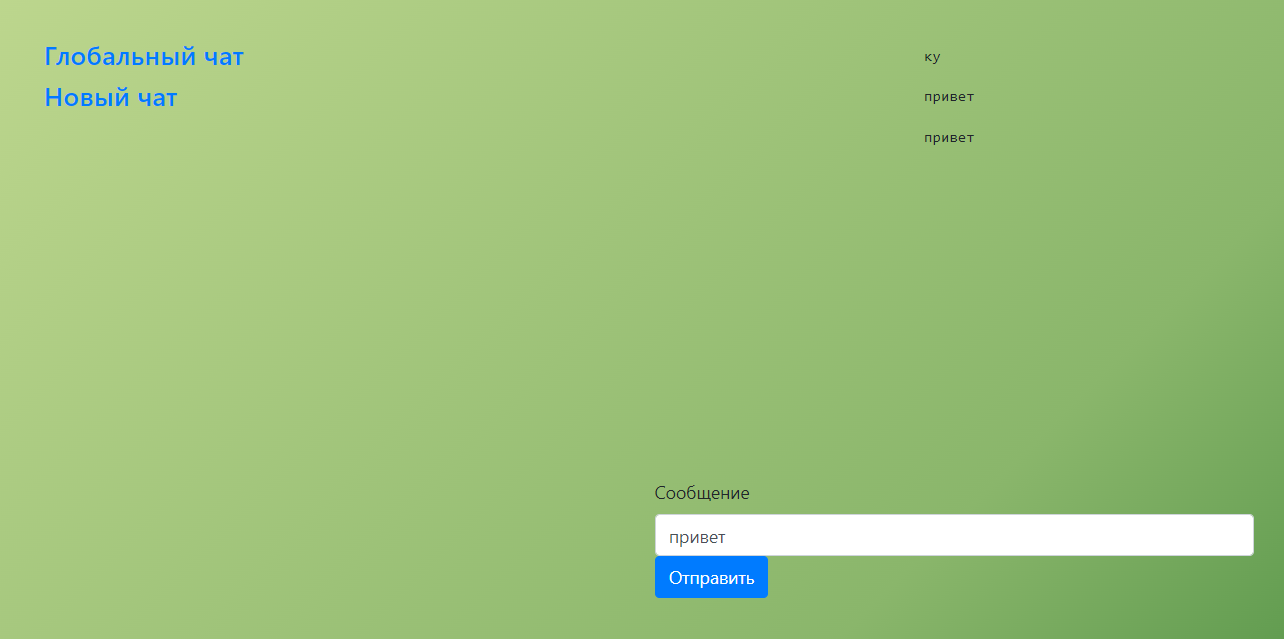 Глобальный чат
Новый чат
ку
привет
привет
Сообщение
привет
Отправить